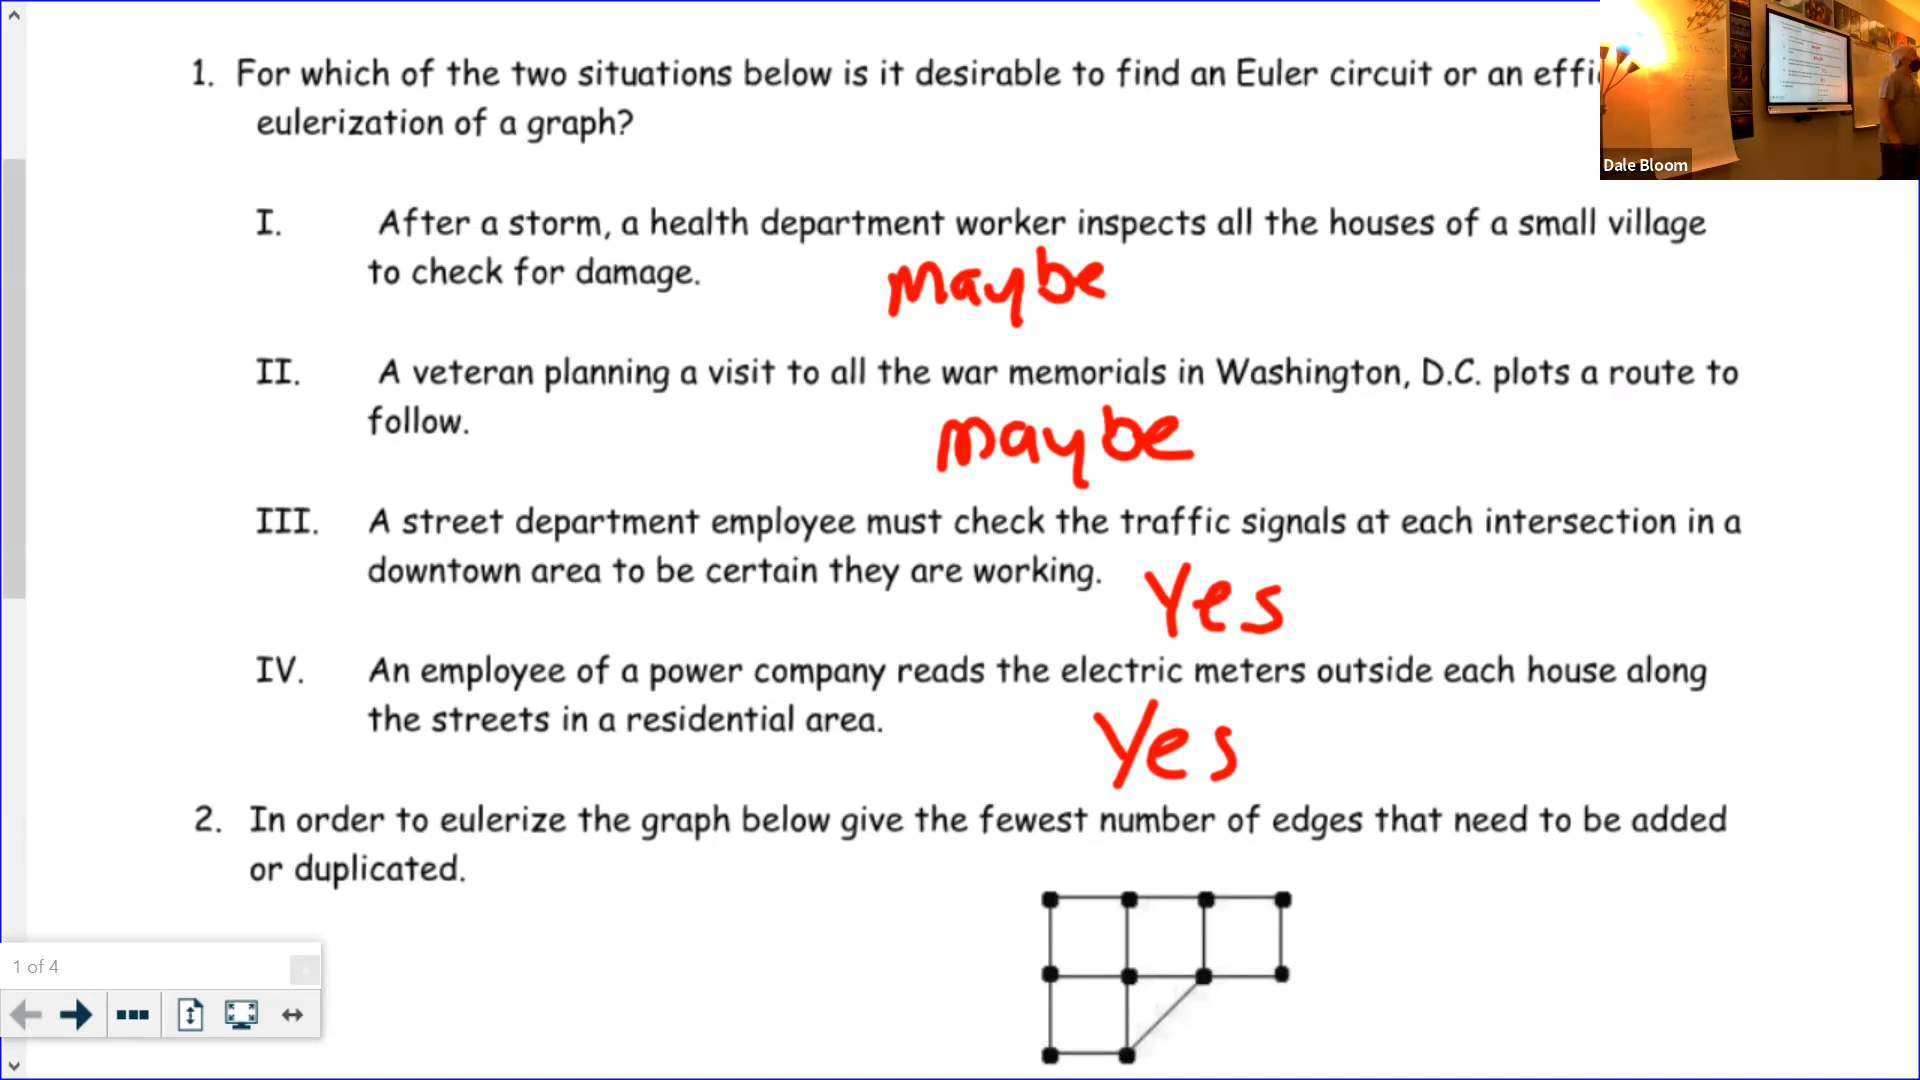 1. For which of the two situations below is it desirable to find an Euler circuit or an
eulerization of a graph?
Dale Bloom
I. After a storm, a health department worker inspects all the houses of a small village
to check for damage.
maybe
II. A veteran planning a visit to all the war memorials in Washington, D.C. plots a route to
follow.
maybe
III. A street department employee must check the traffic signals at each intersection in a
downtown area to be certain they are working.
Yes
IV. An employee of a power company reads the electric meters outside each house along
the streets in a residential area.
Yes
2. In order to eulerize the graph below give the fewest number of edges that need to be added
or duplicated.
1 of 4